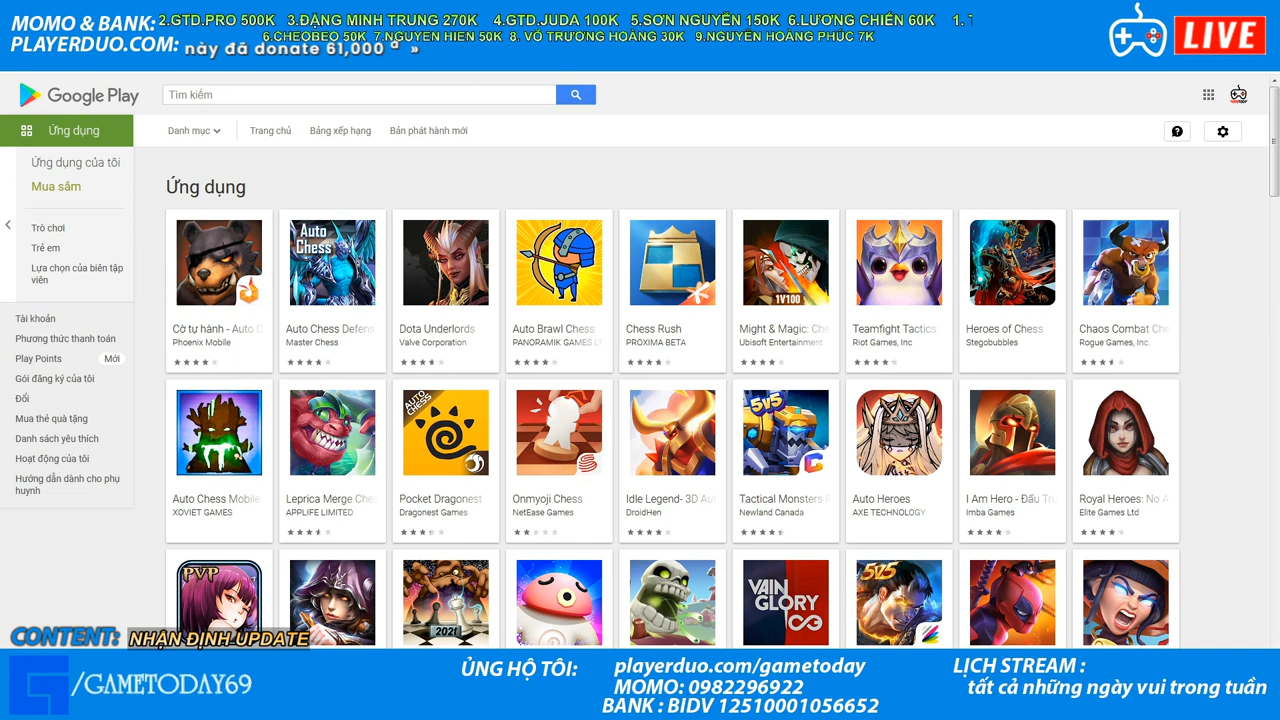 MOMO & BANK:
2.GTD.PRO 500K 3.ĐẶNG MINH TRUNG 270K 4.GTD.JUDA 100K 5.SƠN NGUYỄN 150K 6.LƯƠNG CHIẾN 60K 1.
6.CHEOBEO 50K 7.NGUYEN HIEN 50K 8. VÕ TRƯƠNG HOÀNG 30K 9.NGUYEN HOÀNG PHÚC 7K
PLAYERDUO.COM: này đã donate 61,000 đ »
LIVE
Google Play
Tìm kiếm
Ứng dụng
Danh mục
Trang chủ
Bảng xếp hạng
Bản phát hành mới
Ứng dụng của tôi
Mua sắm
Trò chơi
Trẻ em
Lựa chọn của biên tập
viên
Tài khoản
Phương thức thanh toán
Play Points Mới
Gói đăng ký của tôi
Đổi
Mua thẻ quà tặng
Danh sách yêu thích
Hoạt động của tôi
Hướng dẫn dành cho phụ
huynh
Ứng dụng
Auto
Chess
1V100
Cờ tự hành - Auto C
Phoenix Mobile
Auto Chess Defens
Master Chess
Dota Underlords
Valve Corporation
Auto Brawl Chess:
PANORAMIK GAMES LT
Chess Rush
PROXIMA BETA
Might & Magic: Che
Ubisoft Entertainment
Teamfight Tactics:
Riot Games, Inc
Heroes of Chess
Stegobubbles
Chaos Combat Che
Rogue Games, Inc.
AUTO
CHESS
5v5
Auto Chess Mobile
XOVIET GAMES
Leprica Merge Ches
APPLIFE LIMITED
Pocket Dragonest
Dragonest Games
Onmyoji Chess
NetEase Games
Idle Legend- 3D Au
DroidHen
Tactical Monsters R
Newland Canada
Auto Heroes
AXE TECHNOLOGY
I Am Hero - Đấu Tru
Imba Games
Royal Heroes: No A
Elite Games Ltd
PVP
2021
VAIN
GLORY
5V5
CONTENT: NHẬN ĐỊNH UPDATE
/GAMETODAY69
ỦNG HỘ TÔI:
playerduo.com/gametoday
MOMO: 0982296922
BANK : BIDV 12510001056652
LỊCH STREAM :
tất cả những ngày vui trong tuần